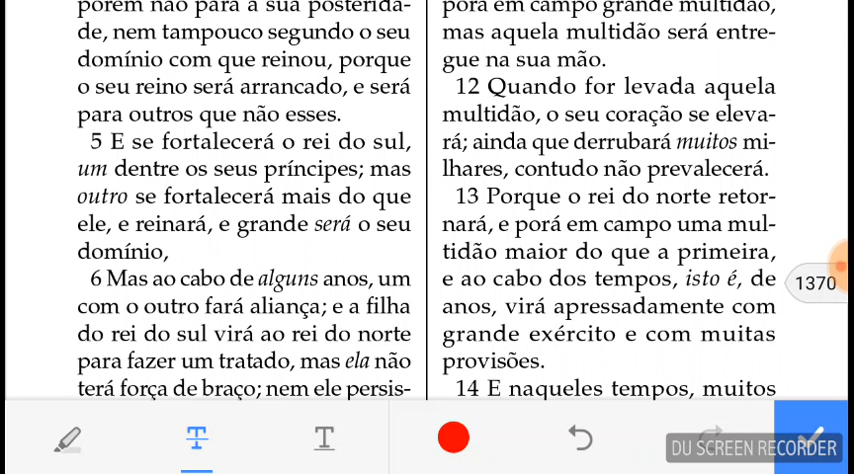 porém não para a sua posterida-
de, nem tampouco segundo o seu
domínio com que reinou, porque
o seu reino será arrancado, e será
para outros que não esses.
5 E se fortalecerá o rei do sul,
um dentre os seus príncipes; mas
outro se fortalecerá mais do que
ele, e reinará, e grande será o seu
domínio,
6 Mas ao cabo de alguns anos, um
com o outro fará aliança; e a filha
do rei do sul virá ao rei do norte
para fazer um tratado, mas ela não
terá força de braço; nem ele persis-
porá em campo grande multidão,
mas aquela multidão será entre-
gue na sua mão.
12 Quando for levada aquela
multidão, o seu coração se eleva-
rá; ainda que derrubará muitos mi-
lhares, contudo não prevalecerá.
13 Porque o rei do norte retor-
nará, e porá em campo uma mul-
tidão maior do que a primeira,
e ao cabo dos tempos, isto é, de
anos, virá apressadamente com
grande exército e com muitas
provisões.
14 E naqueles tempos, muitos
1370
DU SCREEN RECORDER